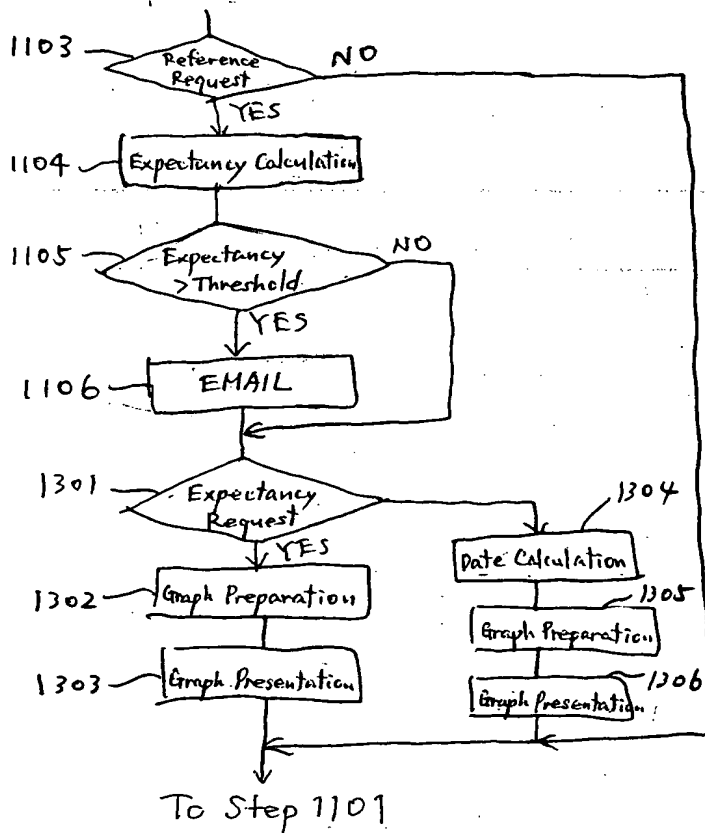 1103
Reference
Request
NO
YES
1104
Expectancy Calculation
1105
Expectancy
> Threshold
NO
YES
1106
EMAIL
1301
Expectancy
Request
YES
1304
Date Calculation
1302
Graph Preparation
1305
Graph Preparation
1303
Graph Presentation
1306
Graph Presentation
To Step 1101